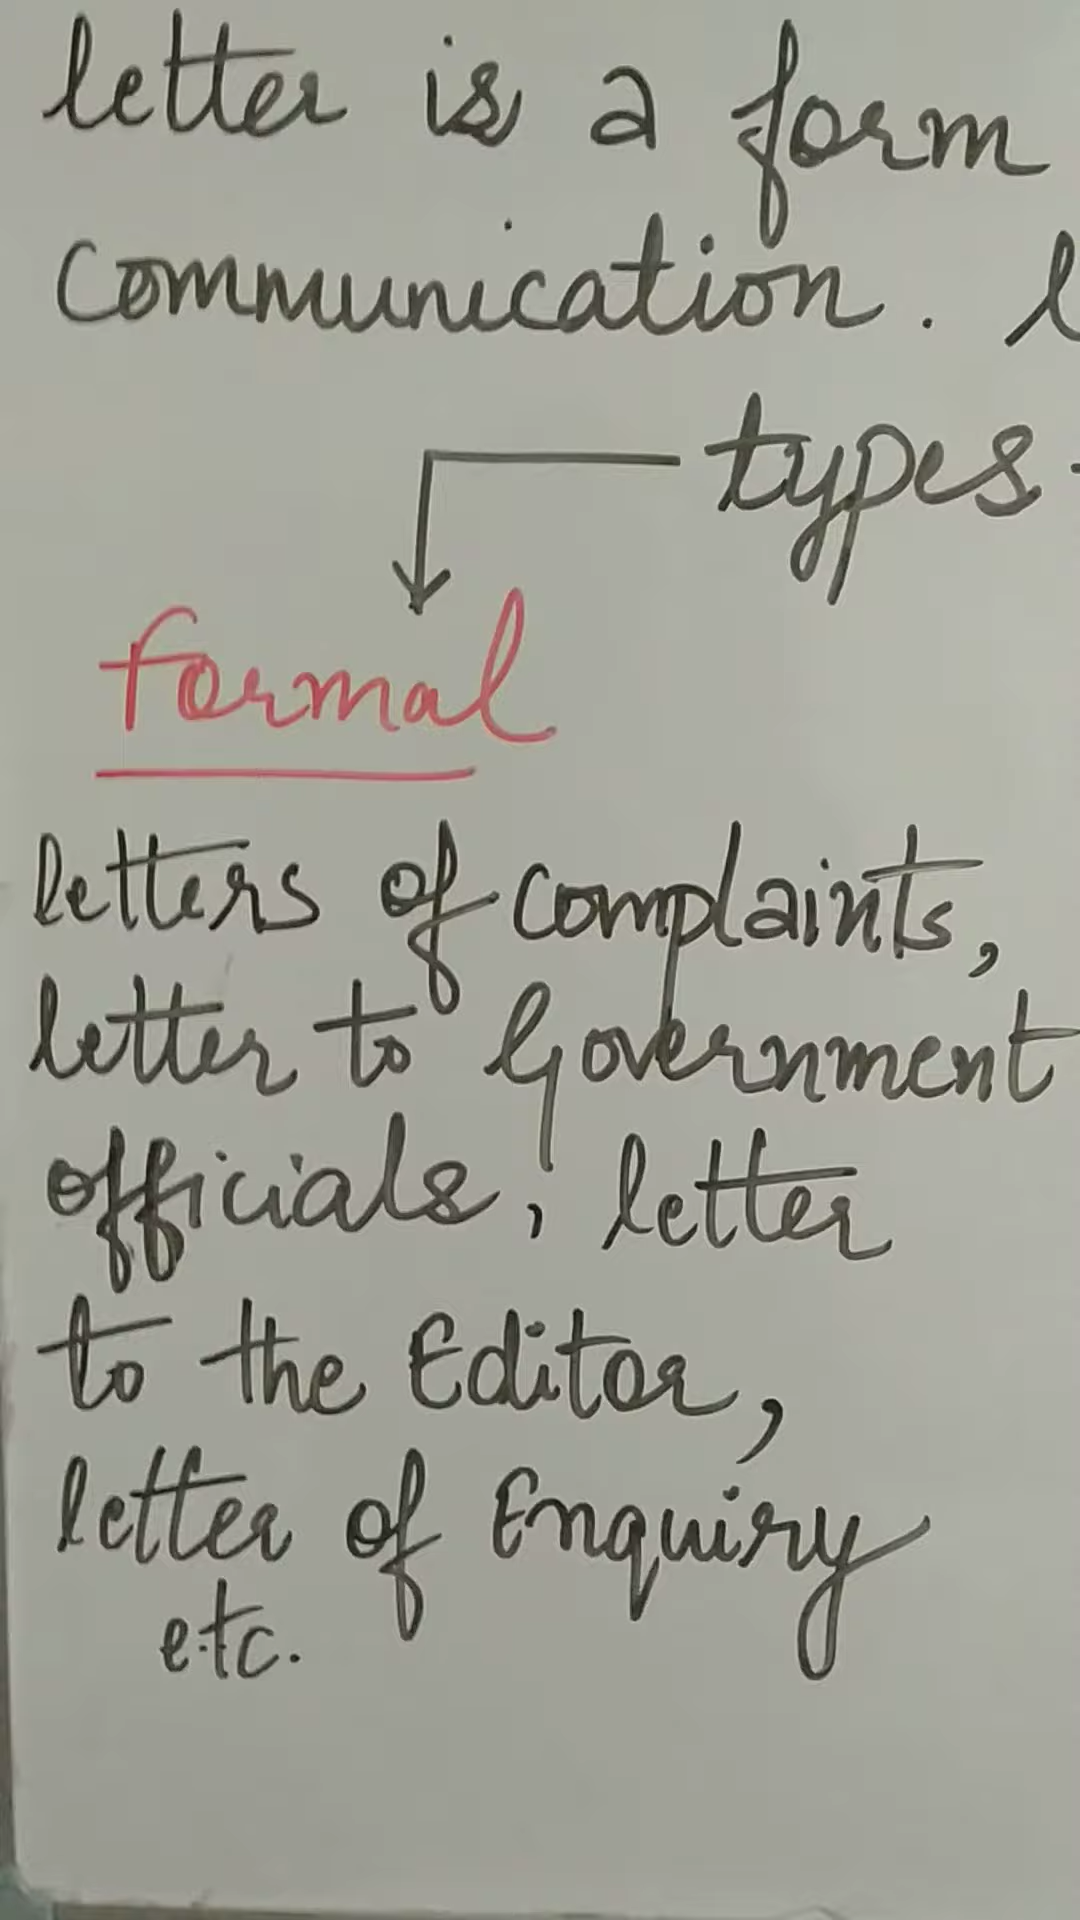 letter is a form
communication. l
types
formal
letters of complaints,
letter to Government
officials, letter
to the Editor,
letter of Enquiry
etc.